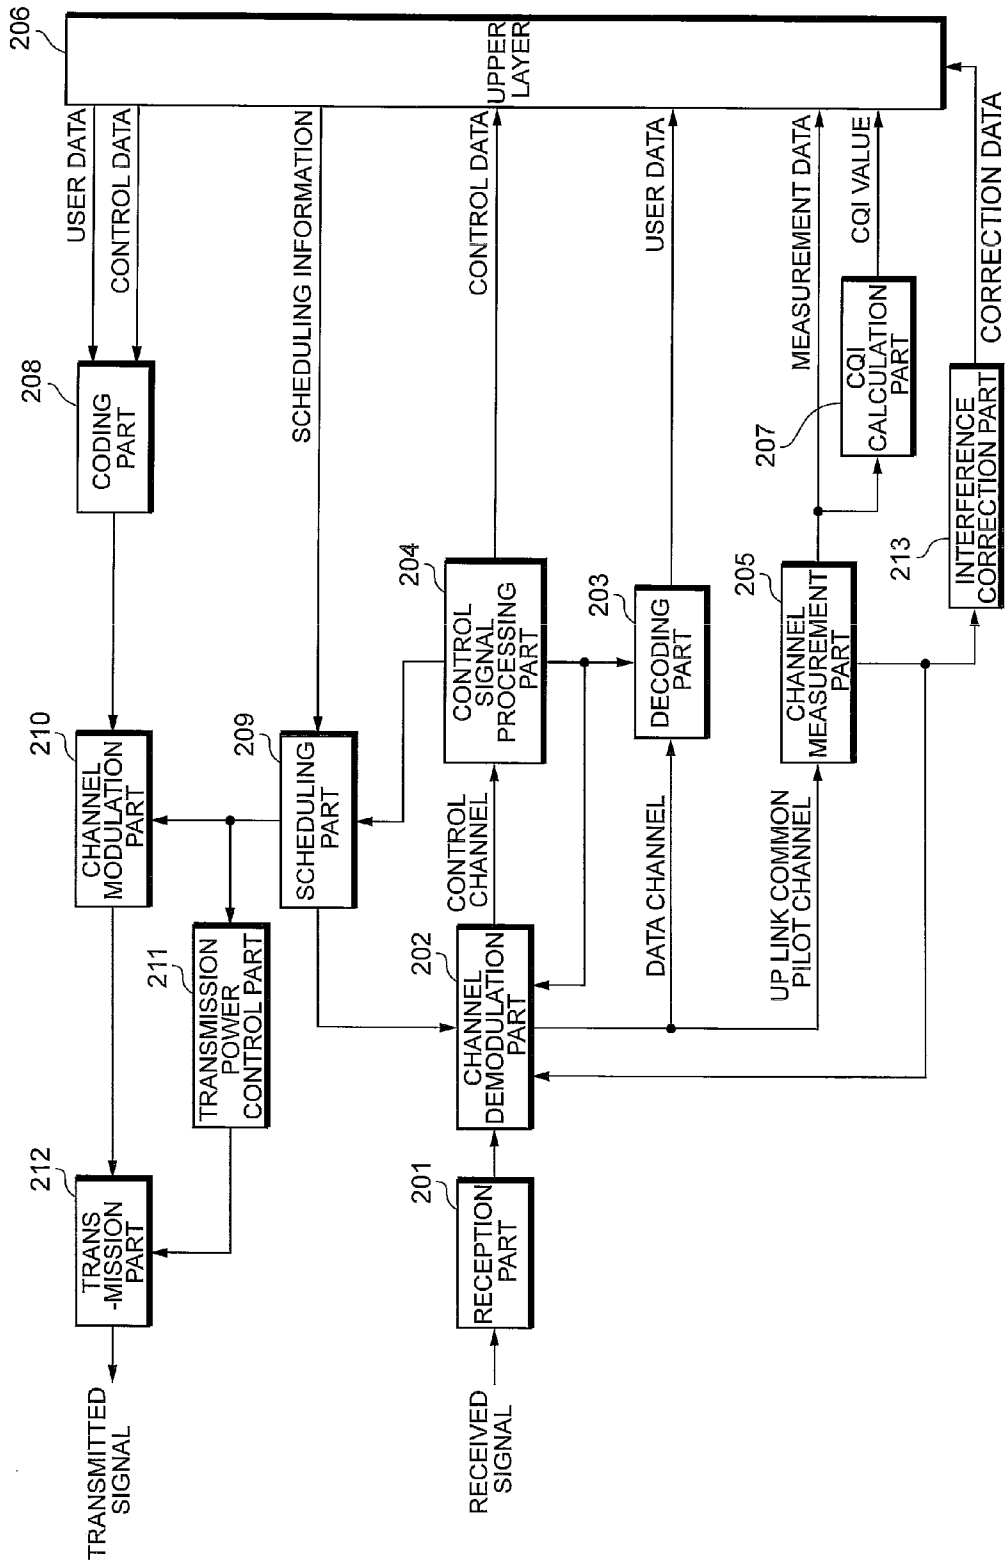 206
UPPER
LAYER
USER DATA
CONTROL DATA
208
CODING
PART
210
CHANNEL
MODULATION
PART
212
TRANS
-MISSION
PART
TRANSMITTED
SIGNAL
211
TRANSMISSION
POWER
CONTROL PART
SCHEDULING INFORMATION
209
SCHEDULING
PART
CONTROL DATA
204
CONTROL
SIGNAL
PROCESSING
PART
CONTROL
CHANNEL
202
CHANNEL
DEMODULATION
PART
201
RECEPTION
PART
RECEIVED
SIGNAL
USER DATA
203
DECODING
PART
DATA CHANNEL
MEASUREMENT DATA
205
CHANNEL
MEASUREMENT
PART
UP LINK COMMON
PILOT CHANNEL
CQI VALUE
207
CQI
CALCULATION
PART
CORRECTION DATA
213
INTERFERENCE
CORRECTION PART